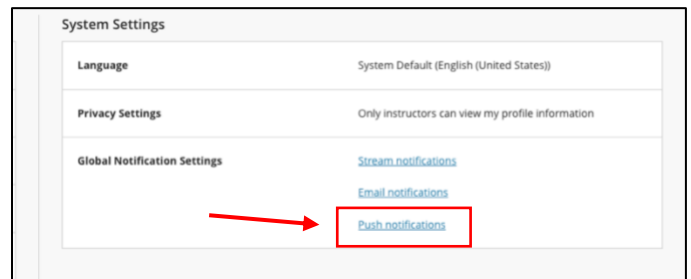 System Settings
Language System Default (English (United States))
Privacy Settings Only instructors can view my profile information
Global Notification Settings Stream notifications
Email notifications
Push notifications